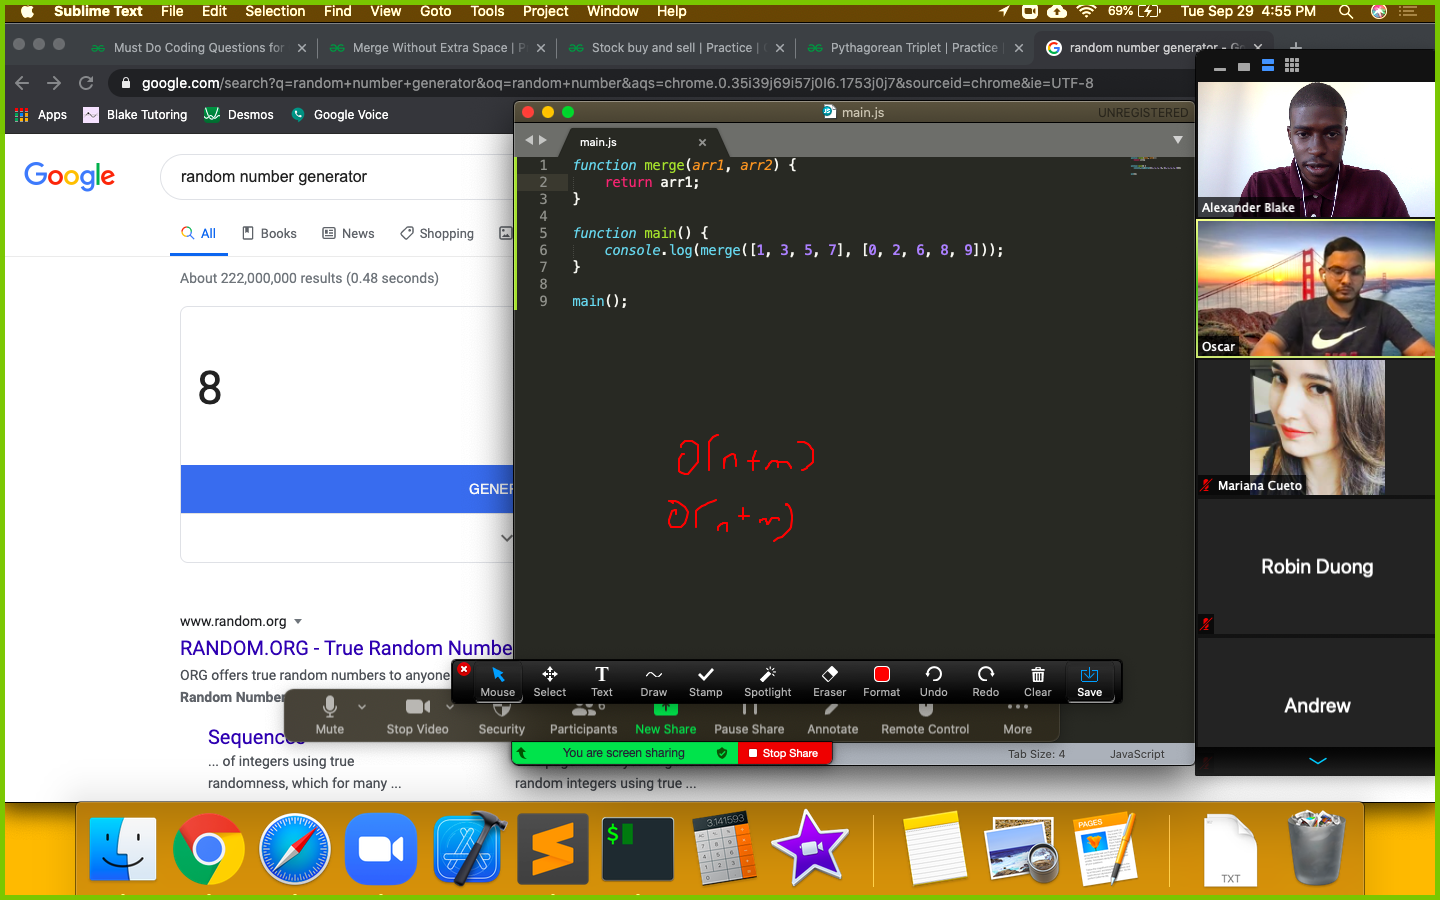 Sublime Text File Edit Selection Find View Goto Tools Project Window Help 69% Tue Sep 29 4:55 PM
Must Do Coding Questions for Merge Without Extra Space | P Stock buy and sell | Practice | Pythagorean Triplet | Practice random number generator - Go
google.com/search?q=random+number+generator&oq=random+number&aqs=chrome.0.35i39j69i57j0l6.1753j0j7&sourceid=chrome&ie=UTF-8
Apps Blake Tutoring Desmos Google Voice
Google
random number generator
All Books News Shopping
About 222,000,000 results (0.48 seconds)
8
GENER
www.random.org
RANDOM.ORG - True Random Numbe
ORG offers true random numbers to anyone
Random Number
Sequences
... of integers using true
randomness, which for many ...
random integers using true ...
main.js UNREGISTERED
main.js
1 function merge(arr1, arr2) {
2 return arr1;
3 }
4
5 function main() {
6 console.log(merge([1, 3, 5, 7], [0, 2, 6, 8, 9]));
7 }
8
9 main();
O(n+m)
O(n+m)
Mouse Select Text Draw Stamp Spotlight Eraser Format Undo Redo Clear Save
Mute Stop Video Security Participants 6 New Share Pause Share Annotate Remote Control More
You are screen sharing Stop Share
Tab Size: 4 JavaScript
Alexander Blake
Oscar
Mariana Cueto
Robin Duong
Andrew
$
3.141593
PAGES
TXT